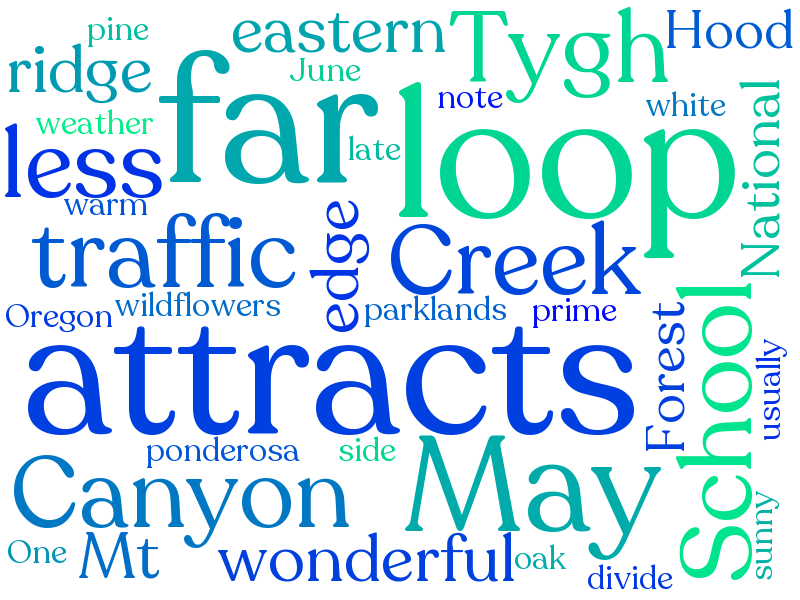 pine
eastern
Tygh
Hood
ridge
far
June
note
white
weather
late
loop
National
less
warm
traffic
edge
Creek
Oregon
wildflowers
parklands
prime
Forest
School
usually
attracts
ponderosa
side
May
Canyon
sunny
One
Mt
wonderful
oak
divide